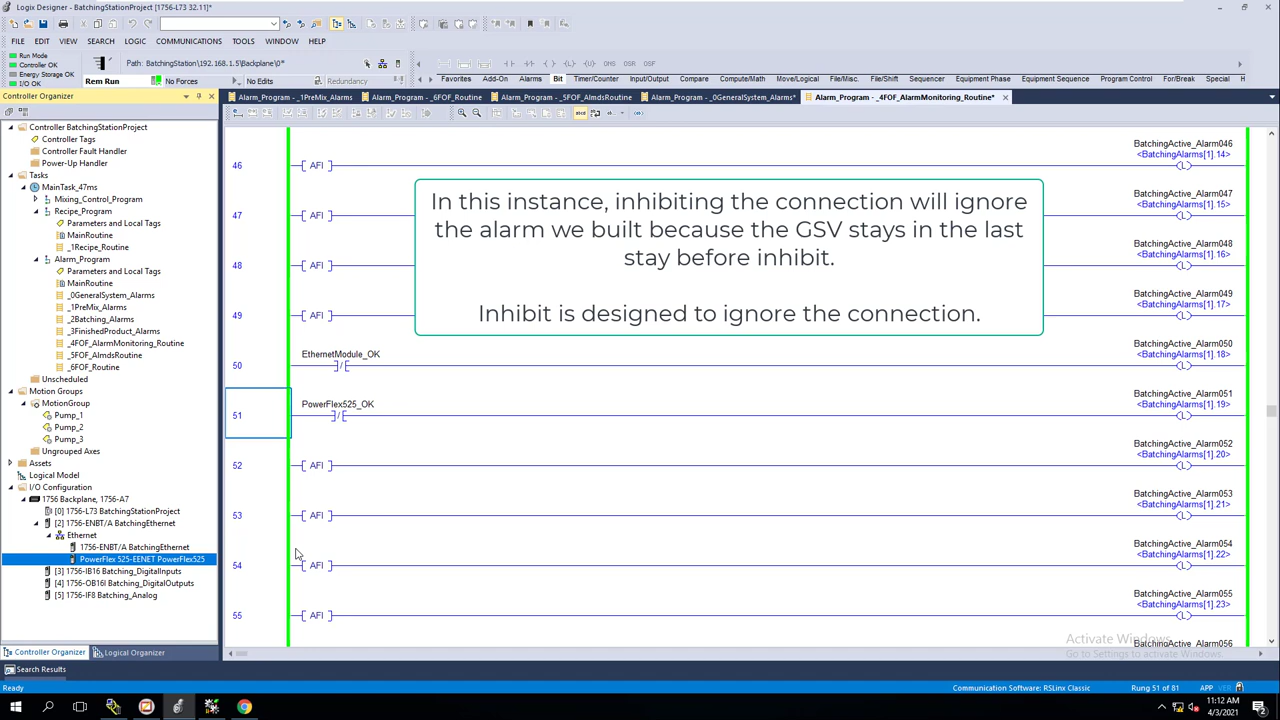 Logix Designer - BatchingStationProject [1756-L73 32.11]*
FILE EDIT VIEW SEARCH LOGIC COMMUNICATIONS TOOLS WINDOW HELP
Run Mode
Controller OK
Energy Storage OK
I/O OK
Path: BatchingStation\192.168.1.5\Backplane\0*
Rem Run No Forces No Edits Redundancy
Favorites Add-On Alarms Bit Timer/Counter Input/Output Compare Compute/Math Move/Logical File/Misc. File/Shift Sequencer Equipment Phase Equipment Sequence Program Control For/Break Special
Controller Organizer
Alarm_Program - _1PreMix_Alarms Alarm_Program - _6FOF_Routine Alarm_Program - _5FOF_AlmdsRoutine Alarm_Program - _0GeneralSystem_Alarms* Alarm_Program - _4FOF_AlarmMonitoring_Routine*
Controller BatchingStationProject
Controller Tags
Controller Fault Handler
Power-Up Handler
Tasks
MainTask_47ms
Mixing_Control_Program
Recipe_Program
Parameters and Local Tags
MainRoutine
_1Recipe_Routine
Alarm_Program
Parameters and Local Tags
MainRoutine
_0GeneralSystem_Alarms
_1PreMix_Alarms
_2Batching_Alarms
_3FinishedProduct_Alarms
_4FOF_AlarmMonitoring_Routine
_5FOF_AlmdsRoutine
_6FOF_Routine
Unscheduled
Motion Groups
MotionGroup
Pump_1
Pump_2
Pump_3
Ungrouped Axes
Assets
Logical Model
I/O Configuration
1756 Backplane, 1756-A7
[0] 1756-L73 BatchingStationProject
[2] 1756-ENBT/A BatchingEthernet
Ethernet
1756-ENBT/A BatchingEthernet
PowerFlex 525-EENET PowerFlex525
[3] 1756-IB16 Batching_DigitalInputs
[4] 1756-OB16I Batching_DigitalOutputs
[5] 1756-IF8 Batching_Analog
Controller Organizer Logical Organizer
Search Results
BatchingActive_Alarm046
<BatchingAlarms[1].14>
46 AFI L
BatchingActive_Alarm047
<BatchingAlarms[1].15>
47 AFI L
BatchingActive_Alarm048
<BatchingAlarms[1].16>
48 AFI L
BatchingActive_Alarm049
<BatchingAlarms[1].17>
49 AFI L
In this instance, inhibiting the connection will ignore
the alarm we built because the GSV stays in the last
stay before inhibit.
Inhibit is designed to ignore the connection.
EthernetModule_OK BatchingActive_Alarm050
<BatchingAlarms[1].18>
50 / L
PowerFlex525_OK BatchingActive_Alarm051
<BatchingAlarms[1].19>
51 / L
BatchingActive_Alarm052
<BatchingAlarms[1].20>
52 AFI L
BatchingActive_Alarm053
<BatchingAlarms[1].21>
53 AFI L
BatchingActive_Alarm054
<BatchingAlarms[1].22>
54 AFI L
BatchingActive_Alarm055
<BatchingAlarms[1].23>
55 AFI L
BatchingActive_Alarm056
Activate Windows
Go to Settings to activate Windows.
Ready Communication Software: RSLinx Classic Rung 51 of 81 APP VER
11:12 AM
4/3/2021
2